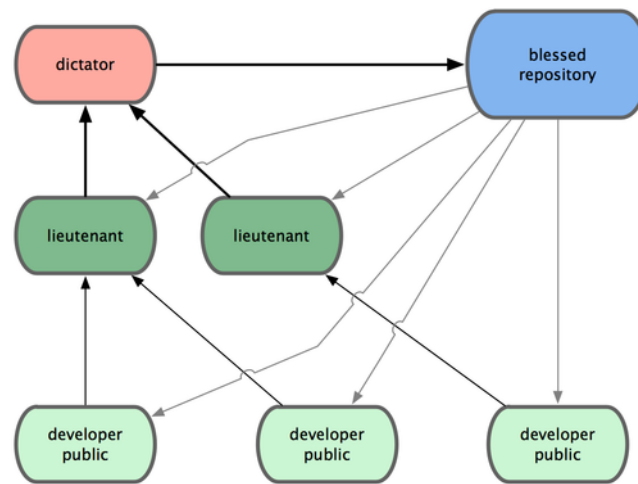 dictator
blessed
repository
lieutenant
lieutenant
developer
public
developer
public
developer
public